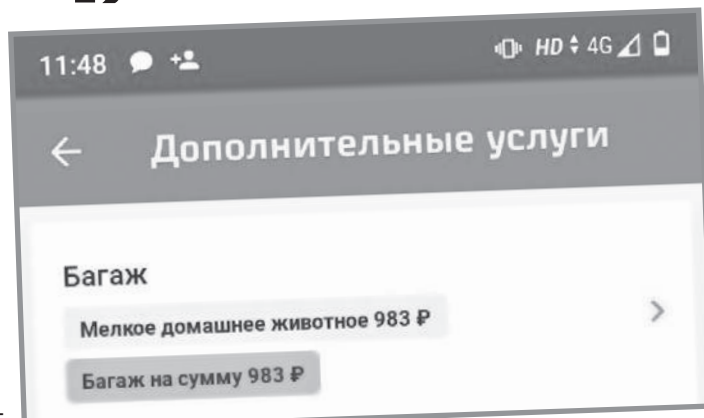 11:48 HD 4G
Дополнительные услуги
Багаж
Мелкое домашнее животное 983 ₽
Багаж на сумму 983 ₽